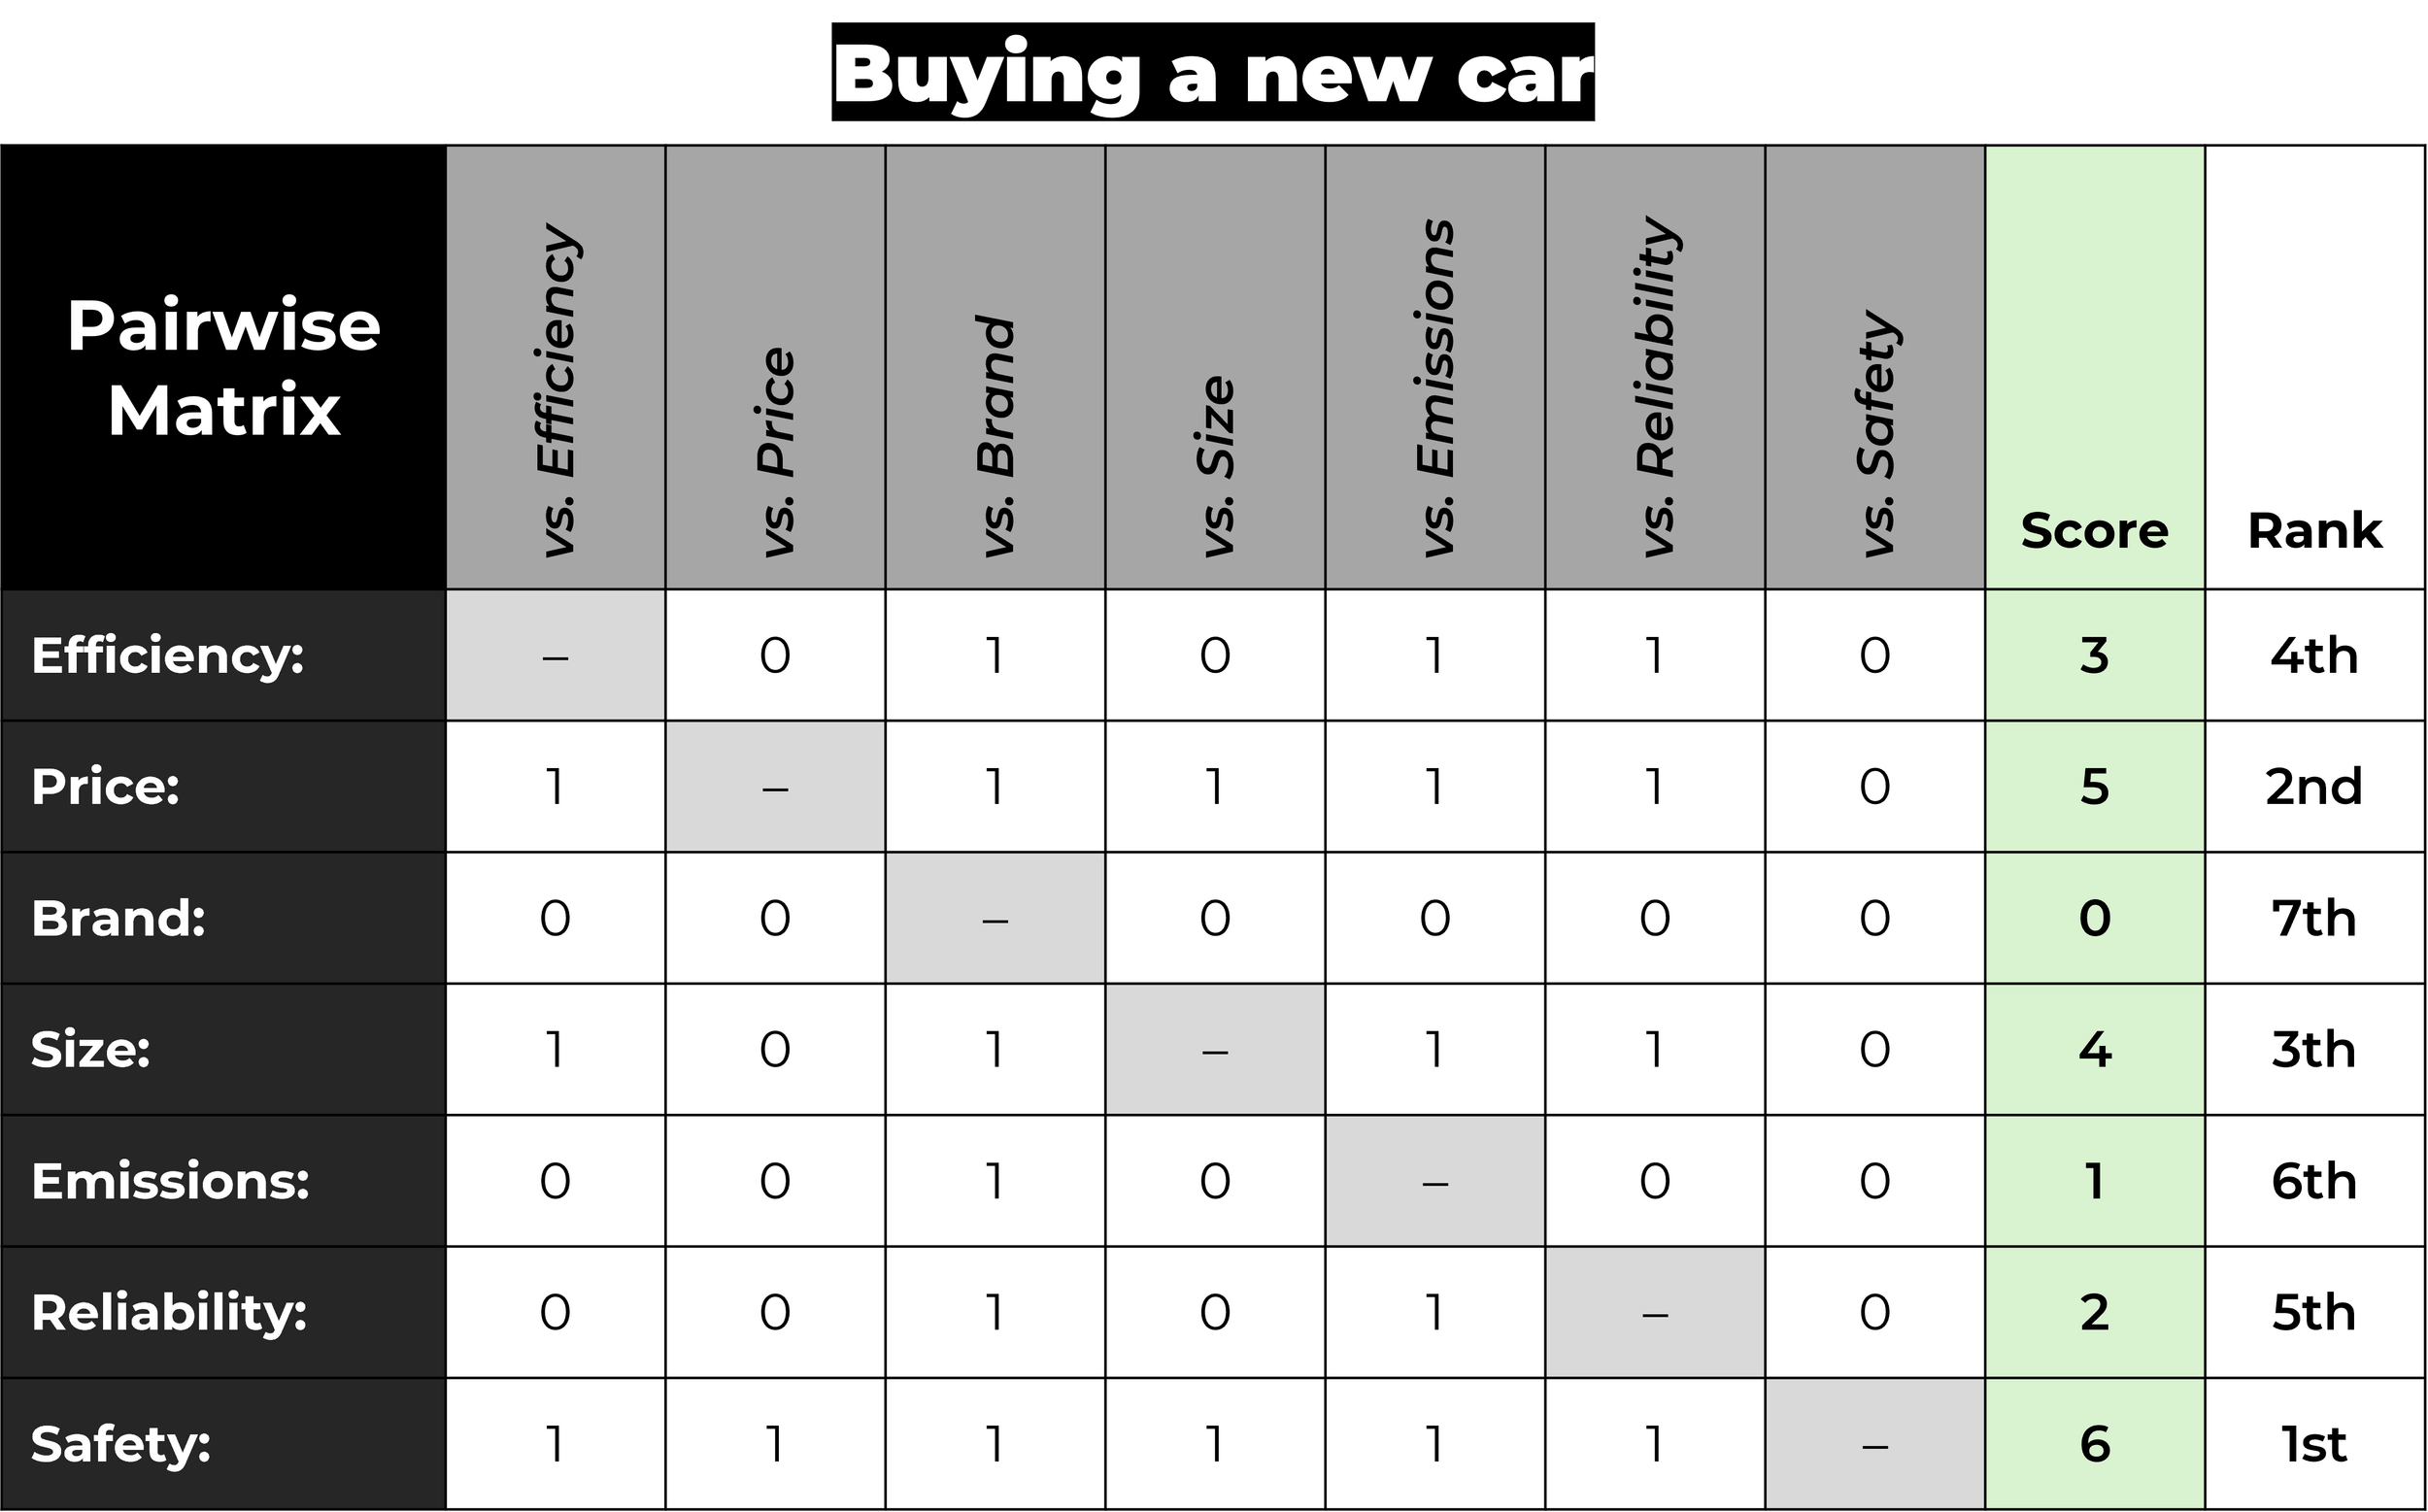 Buying a new car
Pairwise
Matrix
vs. Efficiency
vs. Price
vs. Brand
vs. Size
vs. Emissions
vs. Reliability
vs. Safety
Score
Rank
Efficiency: – 0 1 0 1 1 0 3 4th
Price: 1 – 1 1 1 1 0 5 2nd
Brand: 0 0 – 0 0 0 0 0 7th
Size: 1 0 1 – 1 1 0 4 3th
Emissions: 0 0 1 0 – 0 0 1 6th
Reliability: 0 0 1 0 1 – 0 2 5th
Safety: 1 1 1 1 1 1 – 6 1st